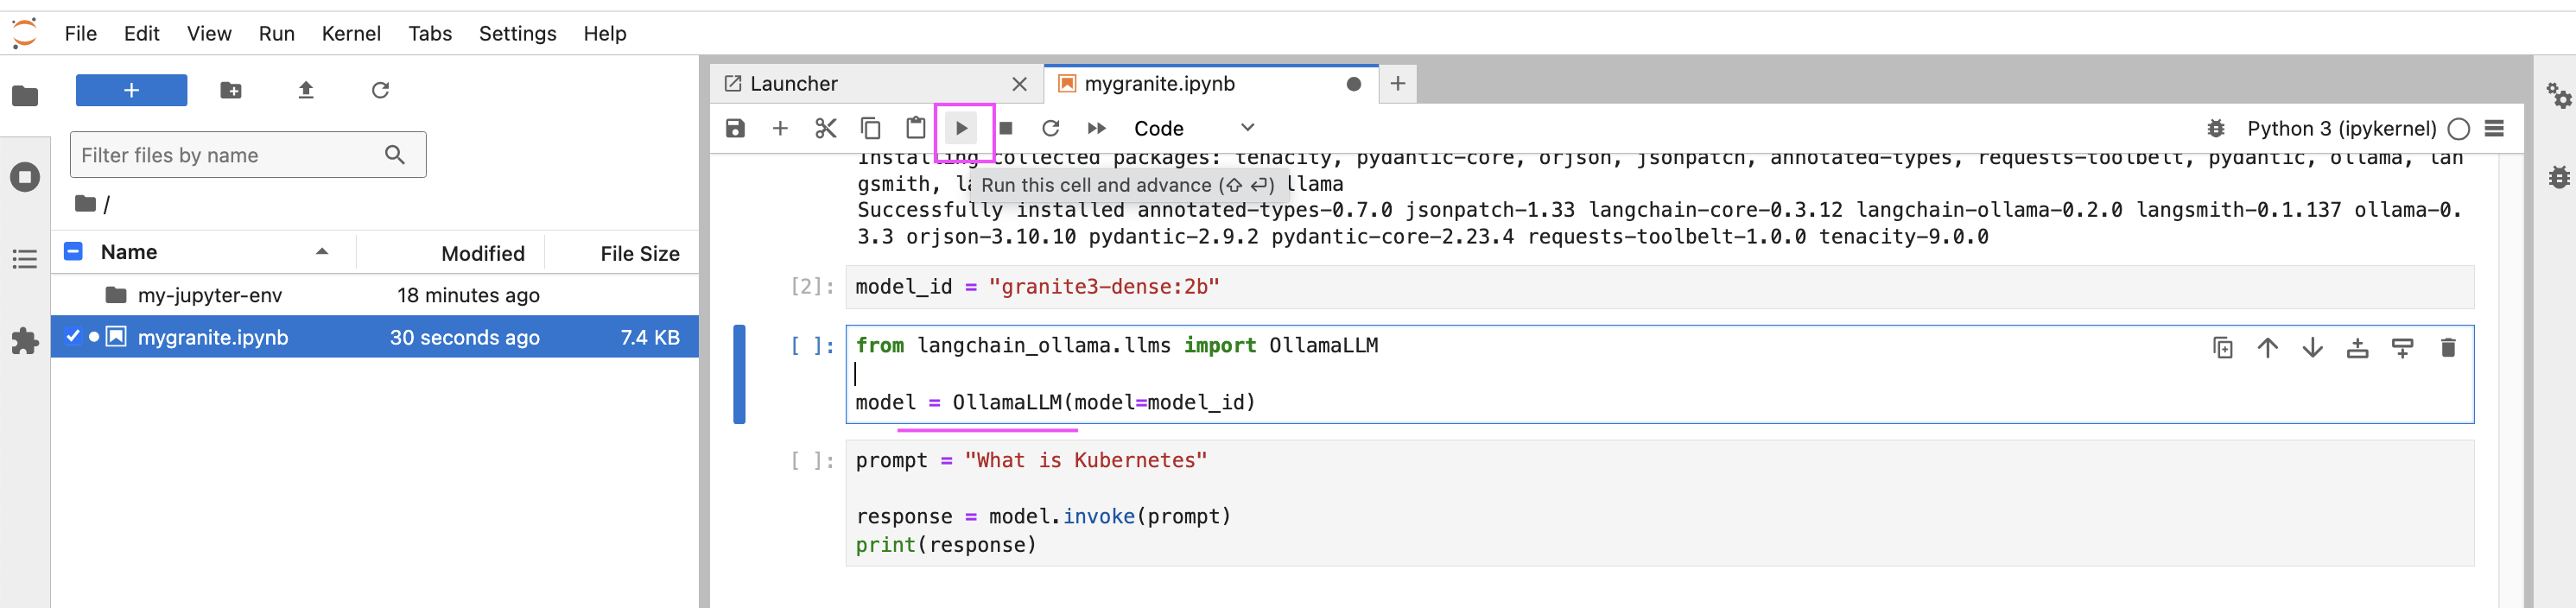 File Edit View Run Kernel Tabs Settings Help
Filter files by name
/
Name Modified File Size
my-jupyter-env 18 minutes ago
mygranite.ipynb 30 seconds ago 7.4 KB
Launcher mygranite.ipynb
Code Python 3 (ipykernel)
Installing collected packages: tenacity, pydantic-core, orjson, jsonpatch, annotated-types, requests-toolbelt, pydantic, ollama, lan
gsmith, la Run this cell and advance (⇧ ⏎) llama
Successfully installed annotated-types-0.7.0 jsonpatch-1.33 langchain-core-0.3.12 langchain-ollama-0.2.0 langsmith-0.1.137 ollama-0.
3.3 orjson-3.10.10 pydantic-2.9.2 pydantic-core-2.23.4 requests-toolbelt-1.0.0 tenacity-9.0.0
[2]: model_id = "granite3-dense:2b"
[ ]: from langchain_ollama.llms import OllamaLLM
model = OllamaLLM(model=model_id)
[ ]: prompt = "What is Kubernetes"
response = model.invoke(prompt)
print(response)